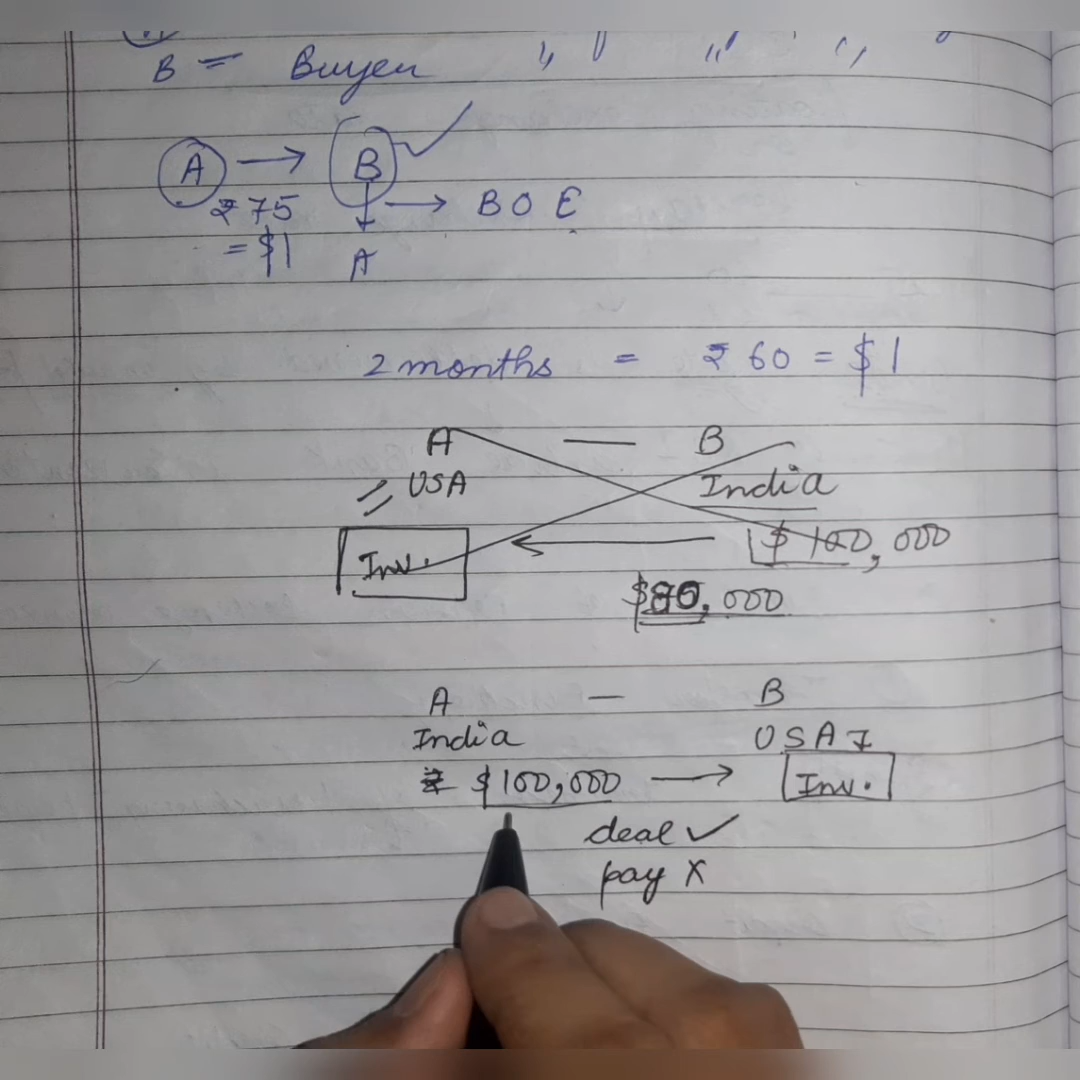 B = Buyer
A → B ✓
₹75 → BOE
= $1 A
2 months = ₹60 = $1
A — B
USA India
Inv. ← $100,000
$80,000
A — B
India USA
$100,000 → Inv.
deal ✓
pay X